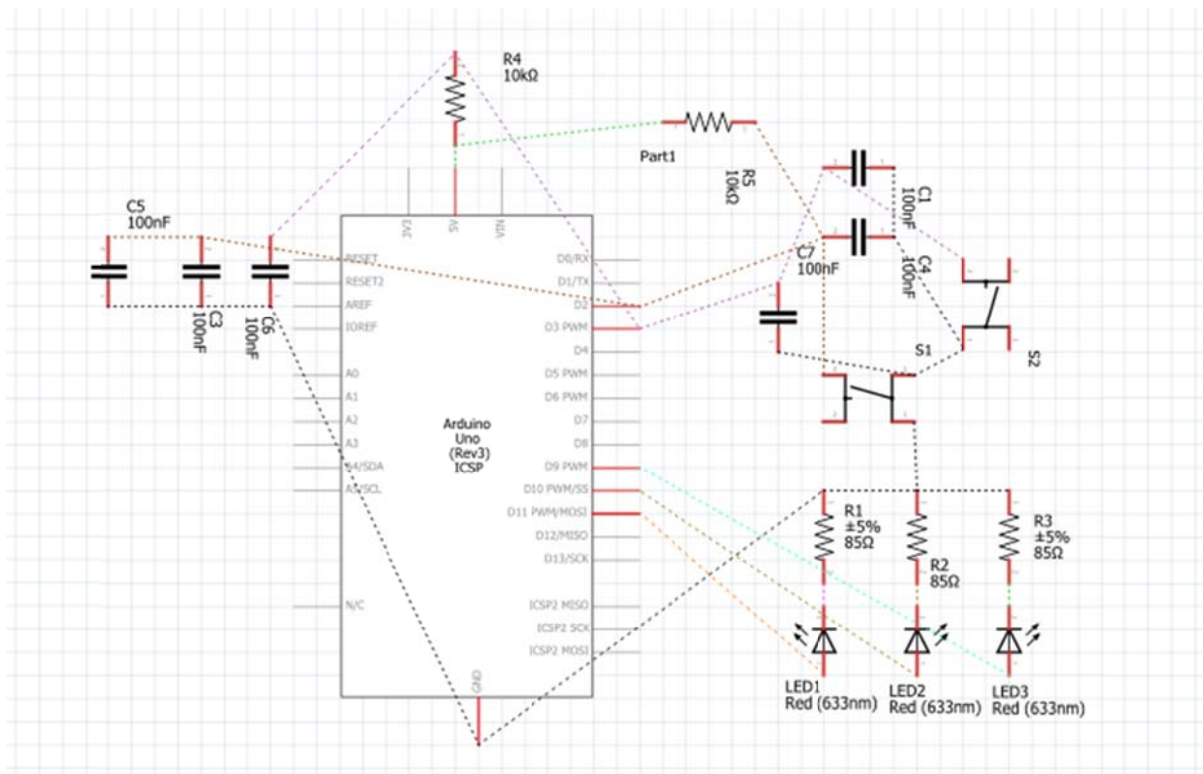 R4
10kΩ
Part1
R5
10kΩ
C1
100nF
C5
100nF
C7
100nF
C4
100nF
C3
100nF
C6
100nF
S1
S2
3V3
5V
VIN
RESET
RESET2
AREF
IOREF
A0
A1
A2
A3
A4/SDA
A5/SCL
N/C
D0/RX
D1/TX
D2
D3 PWM
D4
D5 PWM
D6 PWM
D7
D8
D9 PWM
D10 PWM/SS
D11 PWM/MOSI
D12/MISO
D13/SCK
ICSP2 MISO
ICSP2 SCK
ICSP2 MOSI
Arduino
Uno
(Rev3)
ICSP
GND
R1
±5%
85Ω
R2
85Ω
R3
±5%
85Ω
LED1
Red (633nm)
LED2
Red (633nm)
LED3
Red (633nm)